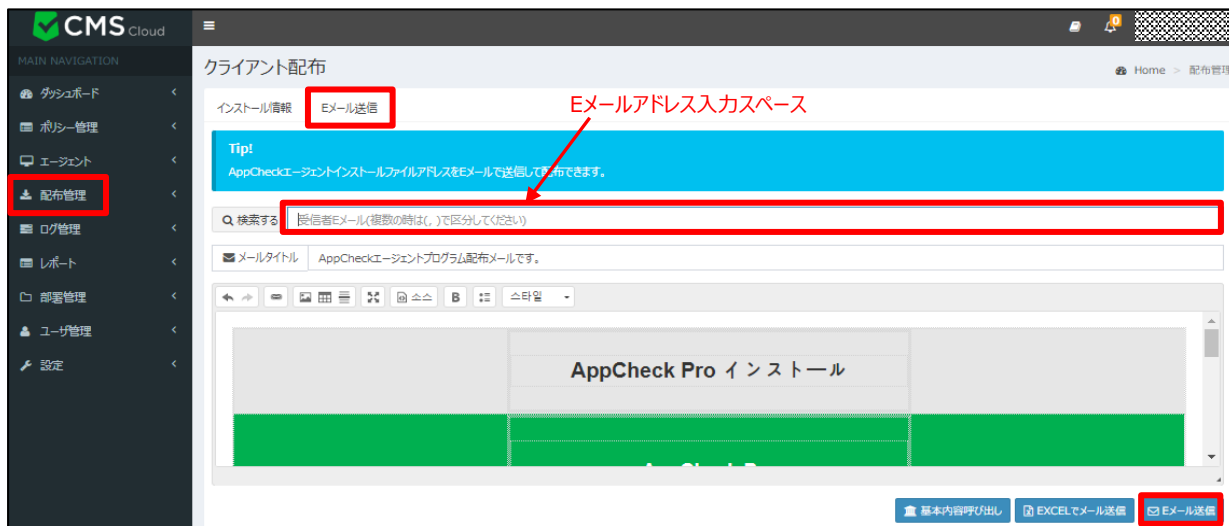 CMS Cloud
0
MAIN NAVIGATION
クライアント配布
Home > 配布管理
ダッシュボード
インストール情報 Eメール送信
Eメールアドレス入力スペース
ポリシー管理
Tip!
エージェント
AppCheckエージェントインストールファイルアドレスをEメールで送信して配布できます。
配布管理
検索する 受信者Eメール(複数の時は(, )で区分してください)
ログ管理
レポート
メールタイトル AppCheckエージェントプログラム配布メールです。
部署管理
소스 B 스타일
ユーザ管理
設定
AppCheck Pro インストール
基本内容呼び出し EXCELでメール送信 Eメール送信